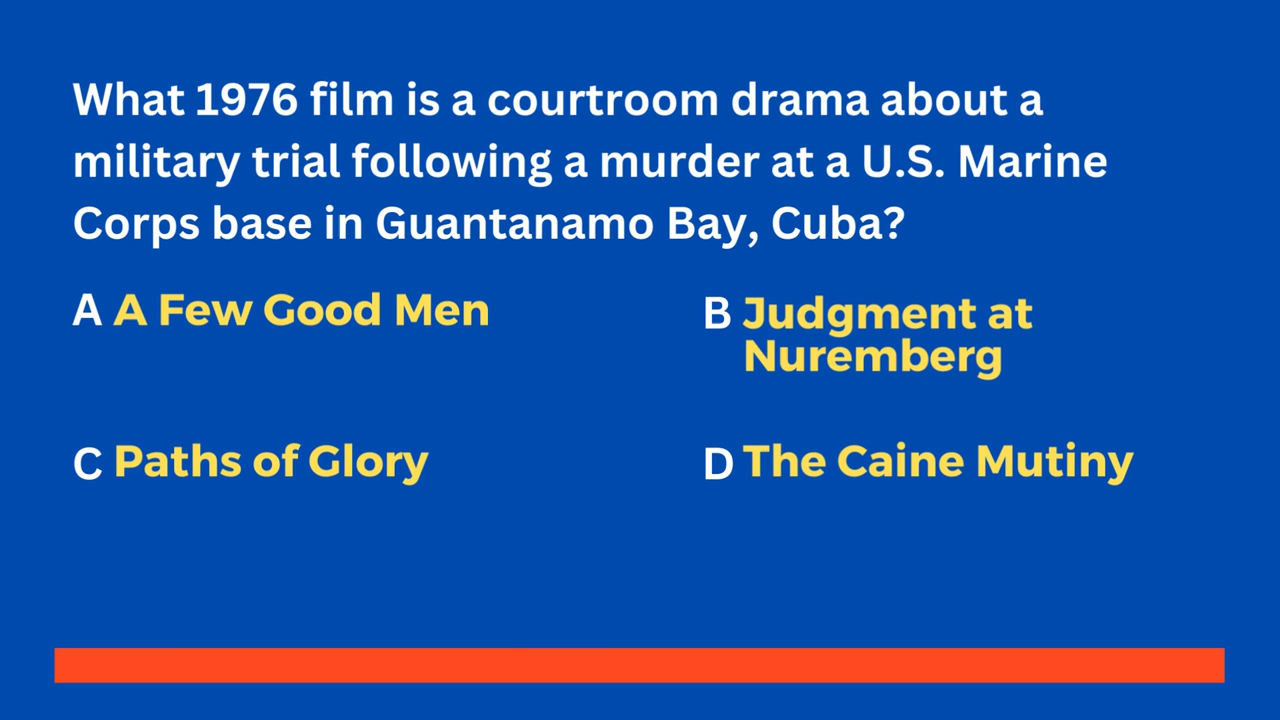 What 1976 film is a courtroom drama about a
military trial following a murder at a U.S. Marine
Corps base in Guantanamo Bay, Cuba?
A A Few Good Men
B Judgment at
Nuremberg
C Paths of Glory
D The Caine Mutiny